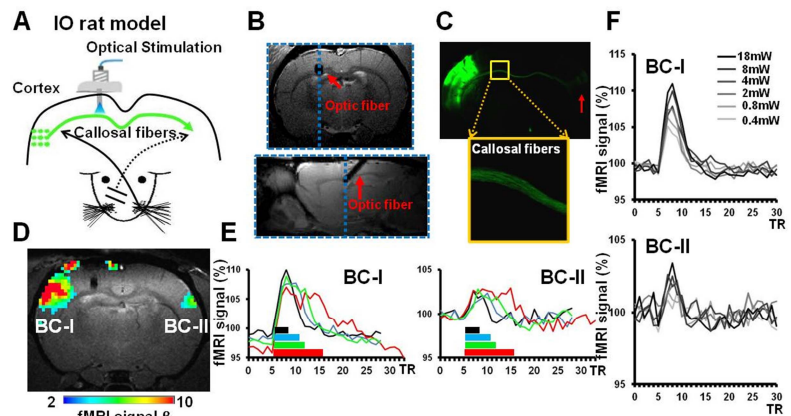 A
IO rat model
Optical Stimulation
Cortex
Callosal fibers
B
Optic fiber
Optic fiber
C
Callosal fibers
D
BC-I
BC-II
2
10
fMRI signal β
E
fMRI signal (%)
110
105
100
95
BC-I
0
5
10
15
20
25
30
TR
fMRI signal (%)
105
100
95
BC-II
0
5
10
15
20
25
30
TR
F
fMRI signal (%)
115
110
105
100
95
BC-I
18mW
8mW
4mW
2mW
0.8mW
0.4mW
0
5
10
15
20
25
30
TR
fMRI signal (%)
105
100
95
BC-II
0
5
10
15
20
25
30
TR